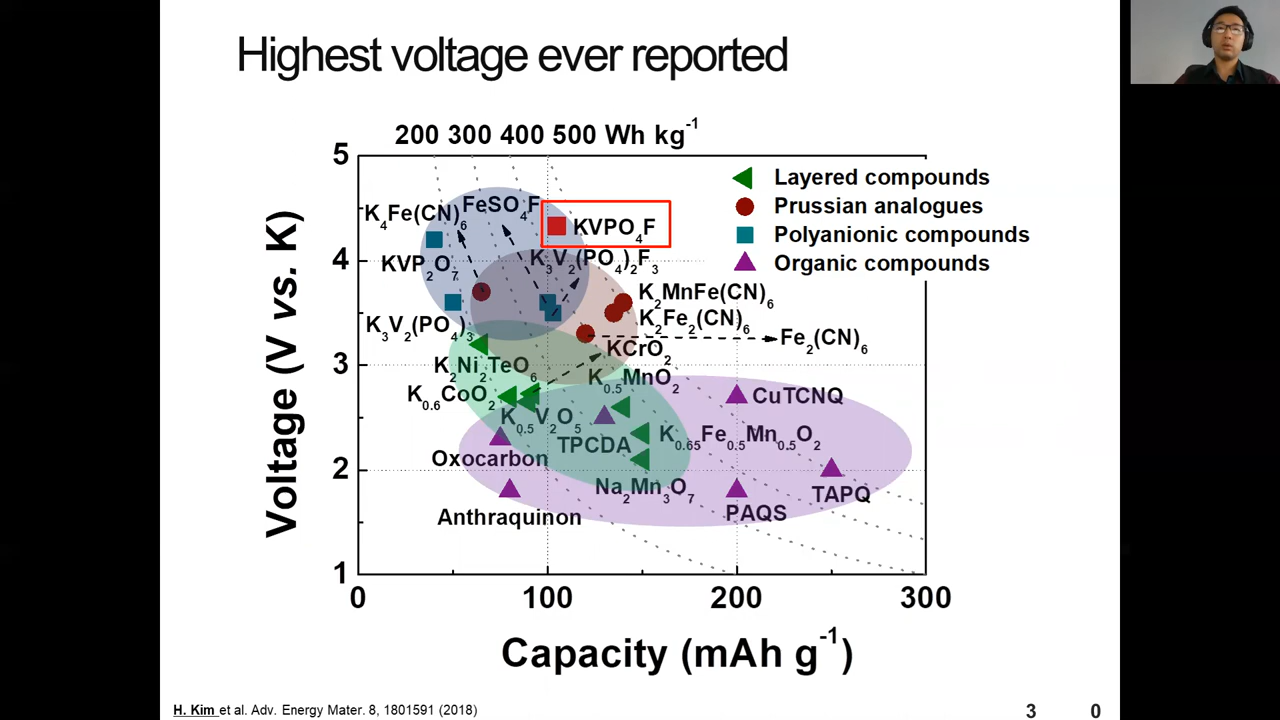 Highest voltage ever reported
200 300 400 500 Wh kg⁻¹
Voltage (V vs. K)
5
4
3
2
1
Layered compounds
Prussian analogues
Polyanionic compounds
Organic compounds
K₄Fe(CN)₆
FeSO₄F
KVPO₄F
KVP₂O₇
K₃V₂(PO₄)₂F₃
K₂MnFe(CN)₆
K₃V₂(PO₄)₃
K₂Fe₂(CN)₆
Fe₂(CN)₆
KCrO₂
K₂Ni₂TeO₆
K₀.₅MnO₂
K₀.₆CoO₂
CuTCNQ
K₀.₅V₂O₅
TPCDA
K₀.₆₅Fe₀.₅Mn₀.₅O₂
Oxocarbon
Na₂Mn₃O₇
TAPQ
Anthraquinon
PAQS
0 100 200 300
Capacity (mAh g⁻¹)
H. Kim et al. Adv. Energy Mater. 8, 1801591 (2018)
3 0